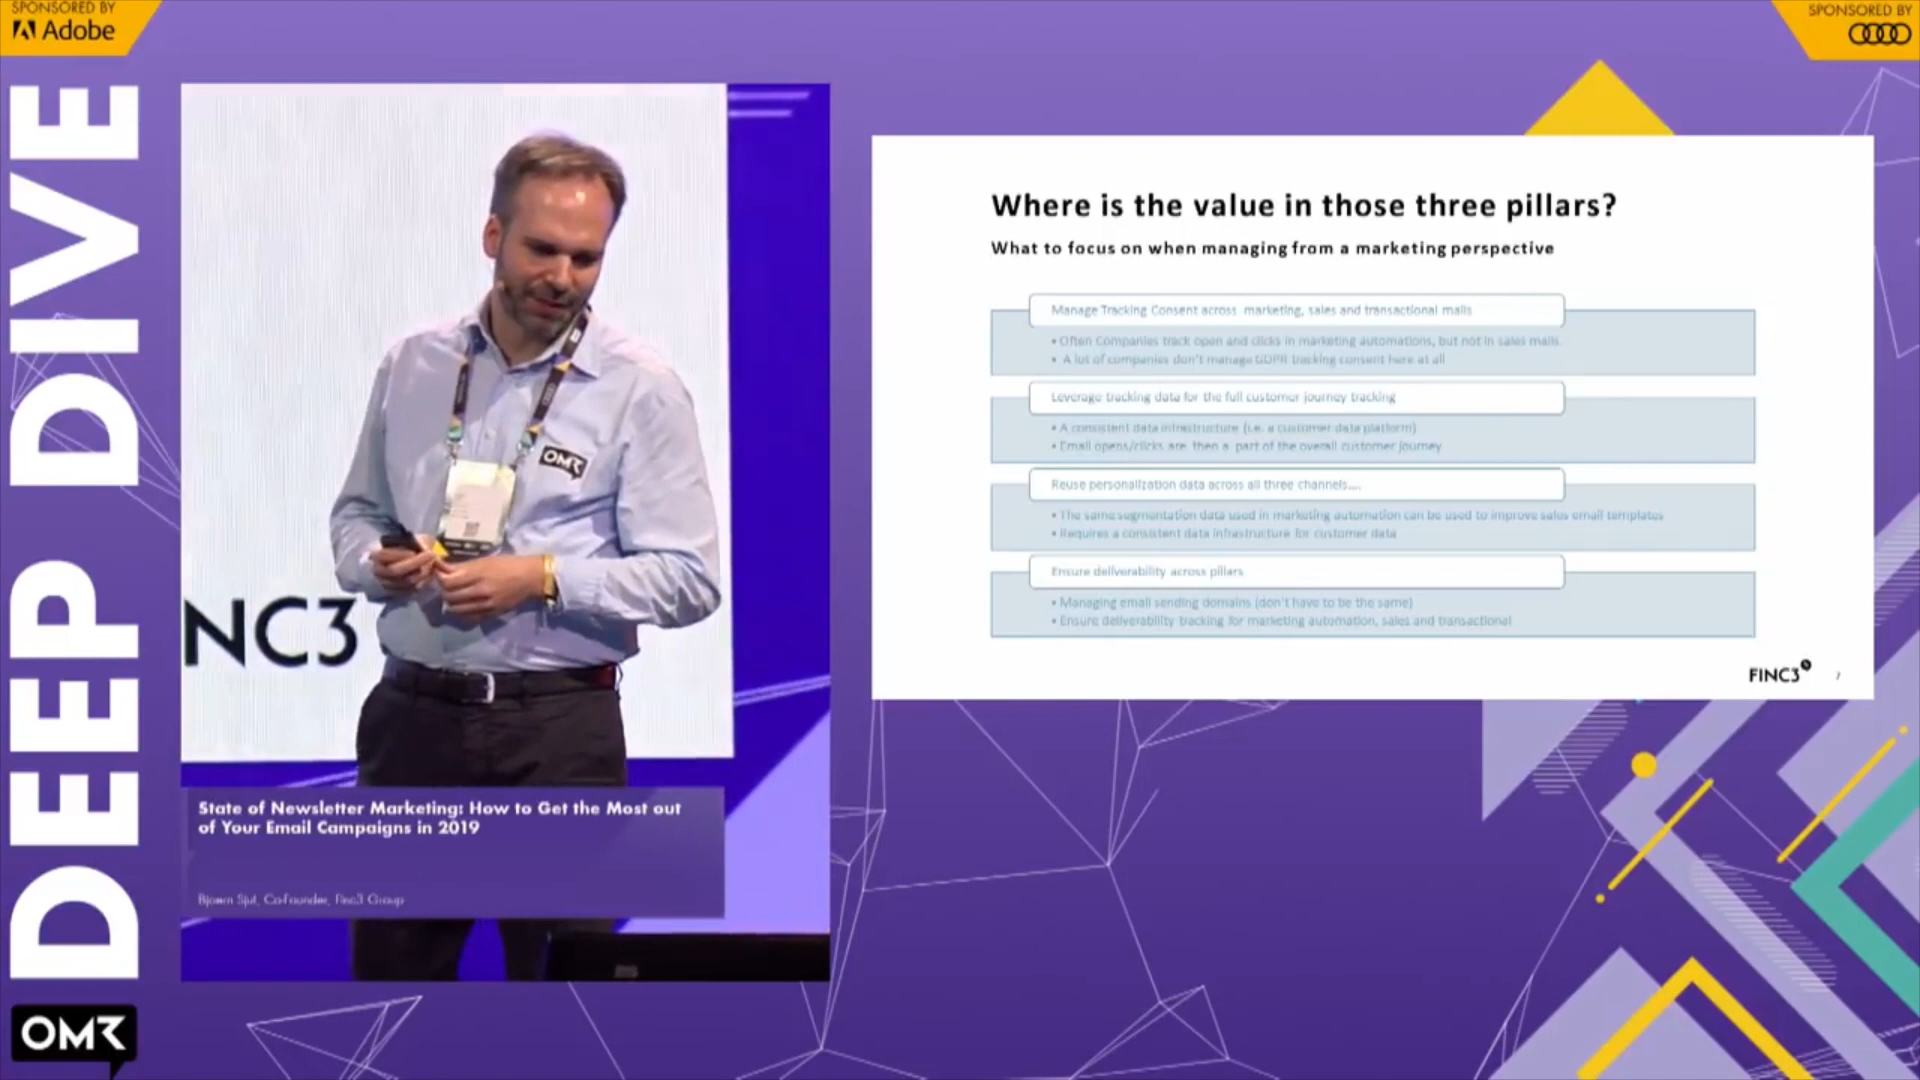 SPONSORED BY
Adobe
SPONSORED BY
DEEP DIVE
OMR
OMR
NC3
State of Newsletter Marketing: How to Get the Most out
of Your Email Campaigns in 2019
Bjoern Sjut, Co-Founder, Finc3 Group
Where is the value in those three pillars?
What to focus on when managing from a marketing perspective
Manage Tracking Consent across marketing, sales and transactional mails
• Often Companies track open and clicks in marketing automations, but not in sales mails.
• A lot of companies don't manage GDPR tracking consent here at all
Leverage tracking data for the full customer journey tracking
• A consistent data infrastructure (i.e. a customer data platform)
• Email opens/clicks are then a part of the overall customer journey
Reuse personalization data across all three channels....
• The same segmentation data used in marketing automation can be used to improve sales email templates
• Requires a consistent data infrastructure for customer data
Ensure deliverability across pillars
• Managing email sending domains (don't have to be the same)
• Ensure deliverability tracking for marketing automation, sales and transactional
FINC3
7